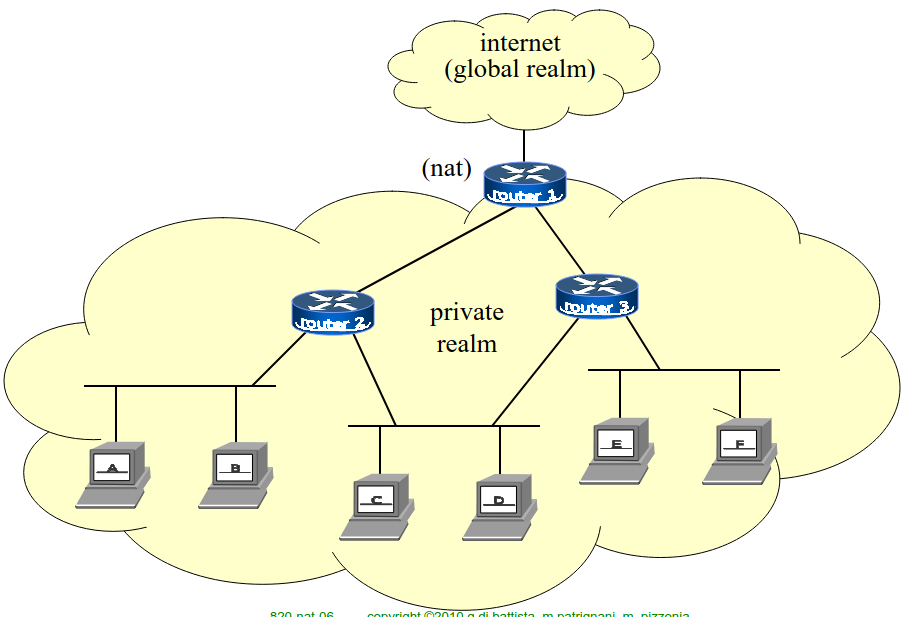 internet
(global realm)
(nat)
router 1
router 2
router 3
private
realm
A
B
C
D
E
F
820-nat-06 copyright ©2010 g.di battista, m.patrignani, m. pizzonia